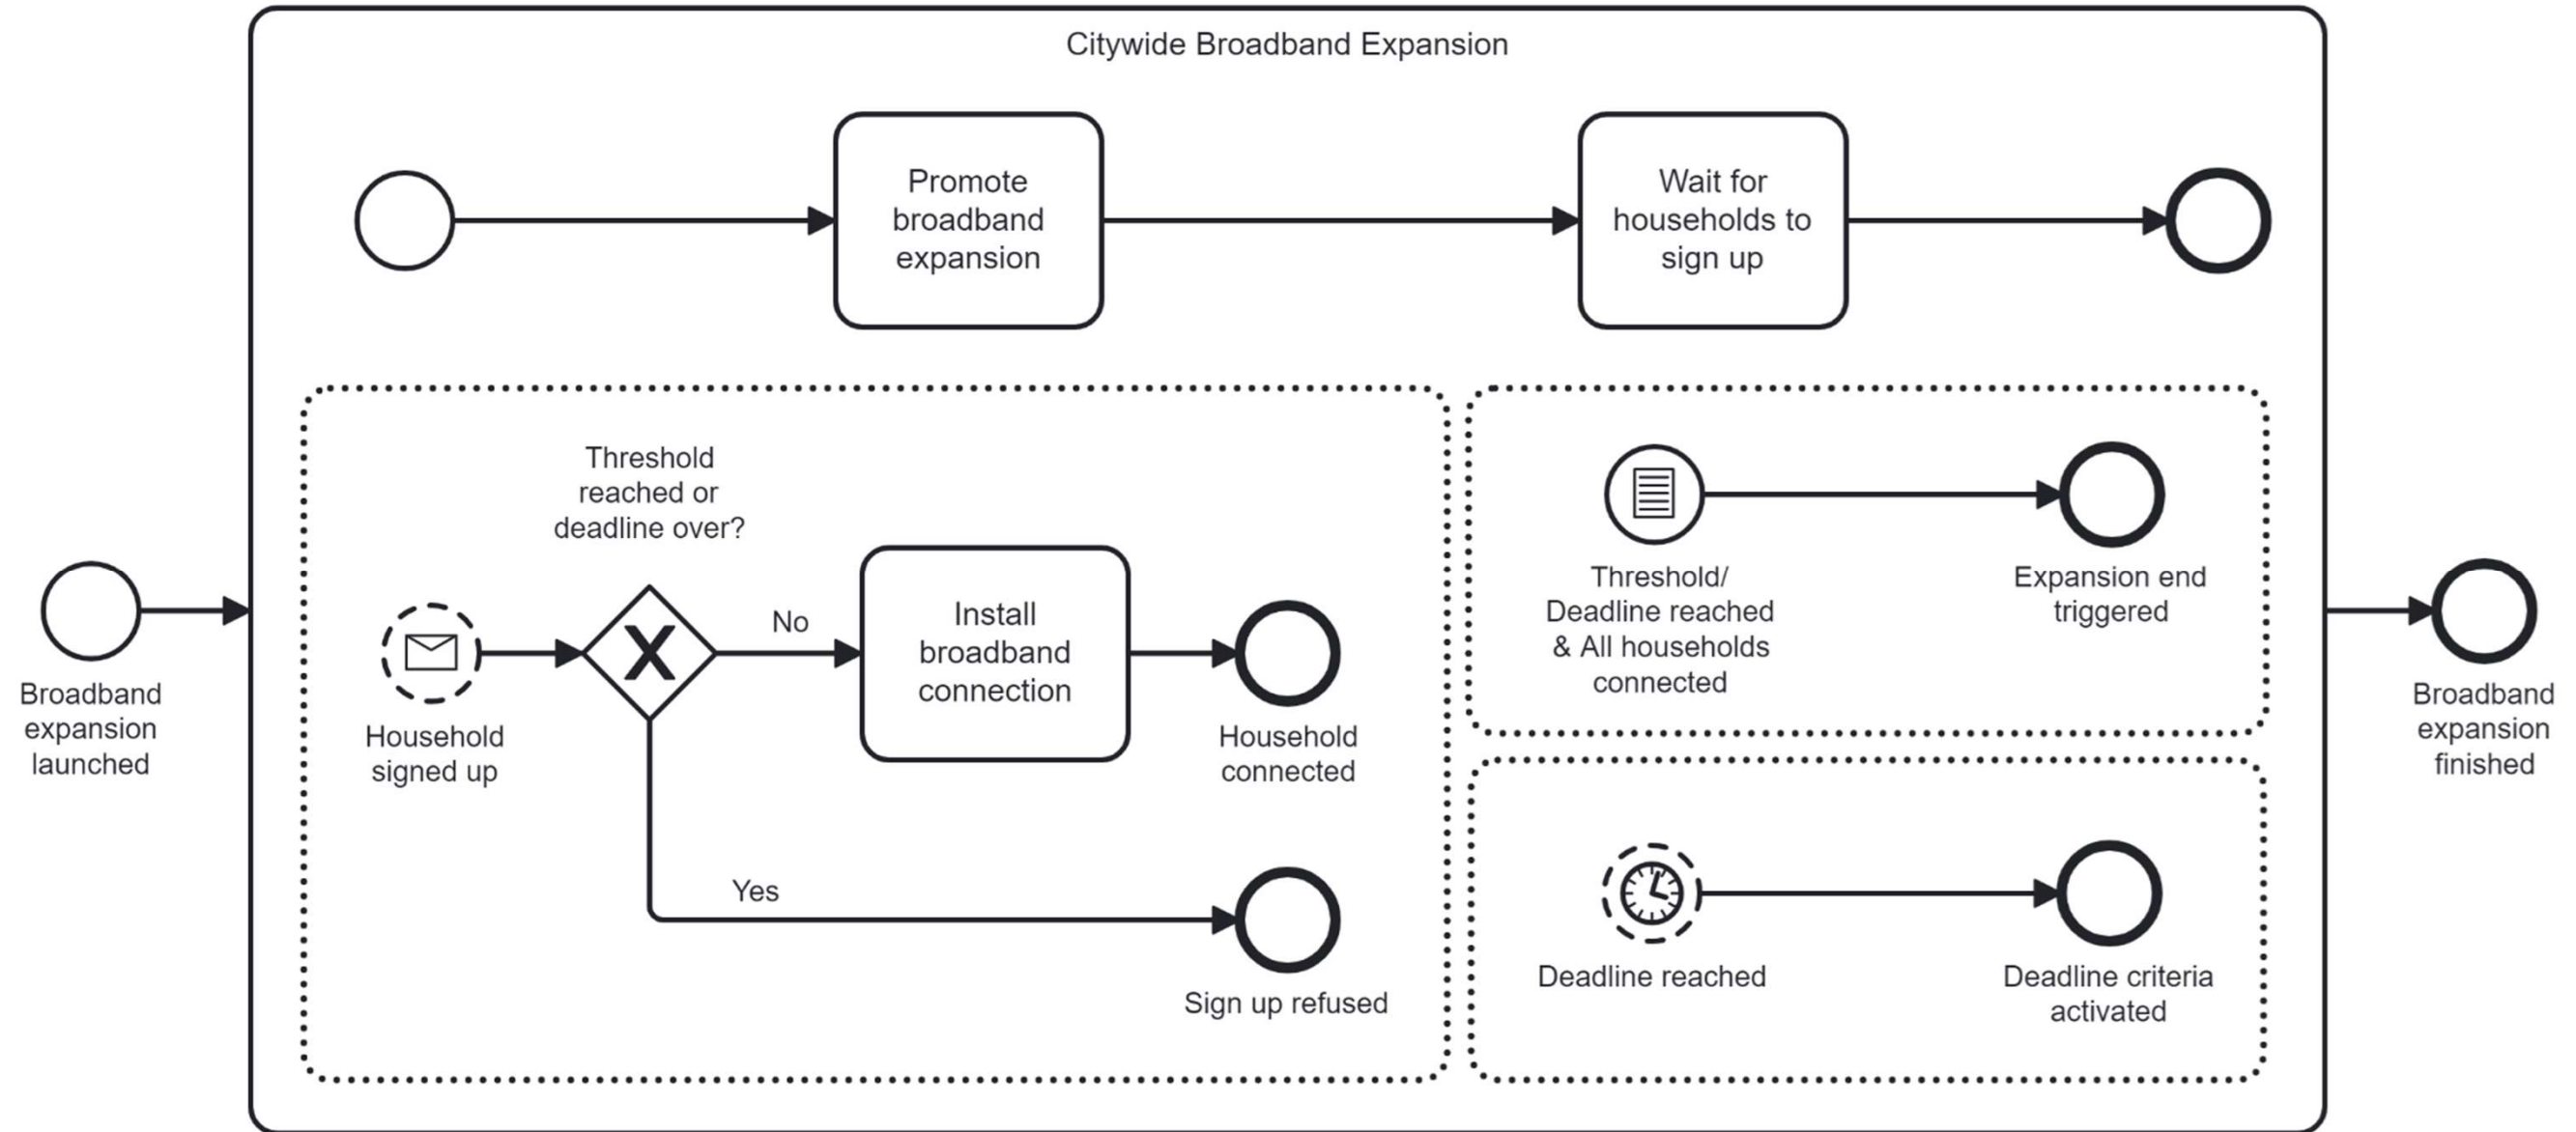 Citywide Broadband Expansion
Promote
broadband
expansion
Wait for
households to
sign up
Threshold
reached or
deadline over?
Broadband
expansion
launched
Household
signed up
No
Install
broadband
connection
Household
connected
Yes
Sign up refused
Threshold/
Deadline reached
& All households
connected
Expansion end
triggered
Deadline reached
Deadline criteria
activated
Broadband
expansion
finished